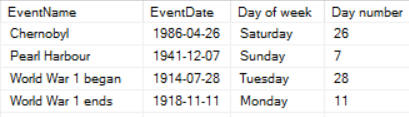 EventName EventDate Day of week Day number
Chernobyl 1986-04-26 Saturday 26
Pearl Harbour 1941-12-07 Sunday 7
World War 1 began 1914-07-28 Tuesday 28
World War 1 ends 1918-11-11 Monday 11